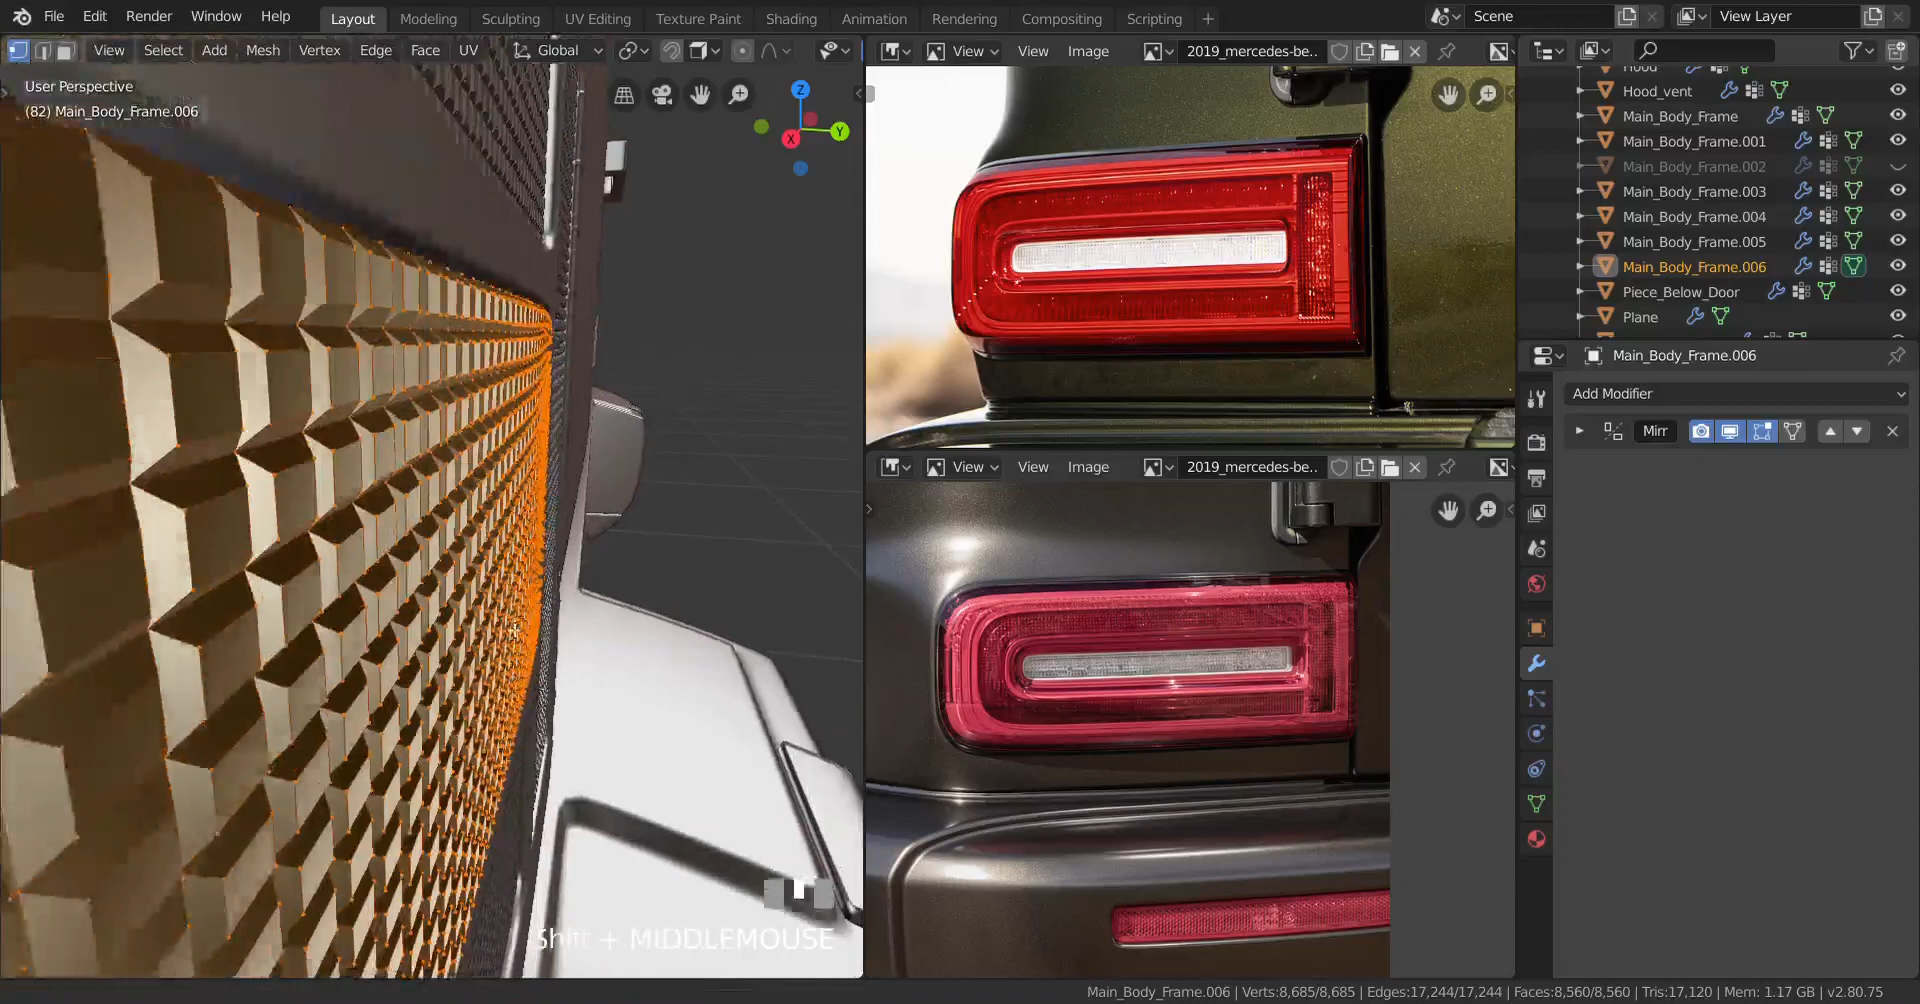 File Edit Render Window Help
Layout Modeling Sculpting UV Editing Texture Paint Shading Animation Rendering Compositing Scripting +
Scene
View Layer
View Select Add Mesh Vertex Edge Face UV
Global
View View Image 2019_mercedes-be..
User Perspective
(82) Main_Body_Frame.006
Z
Y
X
Hood
Hood_vent
Main_Body_Frame
Main_Body_Frame.001
Main_Body_Frame.002
Main_Body_Frame.003
Main_Body_Frame.004
Main_Body_Frame.005
Main_Body_Frame.006
Piece_Below_Door
Plane
Main_Body_Frame.006
Add Modifier
Mirr
View View Image 2019_mercedes-be..
Shift + MIDDLEMOUSE
Main_Body_Frame.006 | Verts:8,685/8,685 | Edges:17,244/17,244 | Faces:8,560/8,560 | Tris:17,120 | Mem: 1.17 GB | v2.80.75